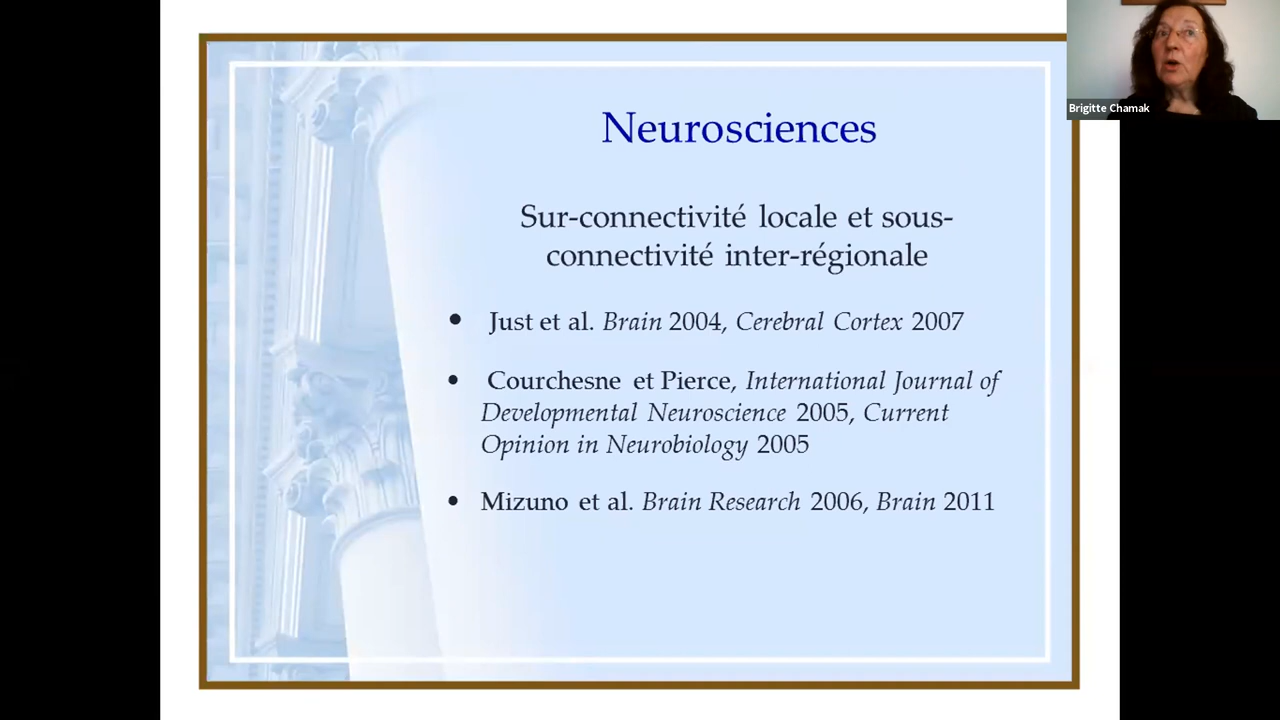 Brigitte Chamak
Neurosciences
Sur-connectivité locale et sous-
connectivité inter-régionale
• Just et al. Brain 2004, Cerebral Cortex 2007
• Courchesne et Pierce, International Journal of
Developmental Neuroscience 2005, Current
Opinion in Neurobiology 2005
• Mizuno et al. Brain Research 2006, Brain 2011